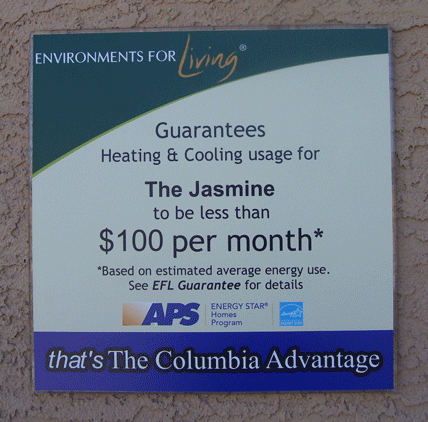 ENVIRONMENTS FOR Living®
Guarantees
Heating & Cooling usage for
The Jasmine
to be less than
$100 per month*
*Based on estimated average energy use.
See EFL Guarantee for details
APS ENERGY STAR®
Homes
Program
that's The Columbia Advantage